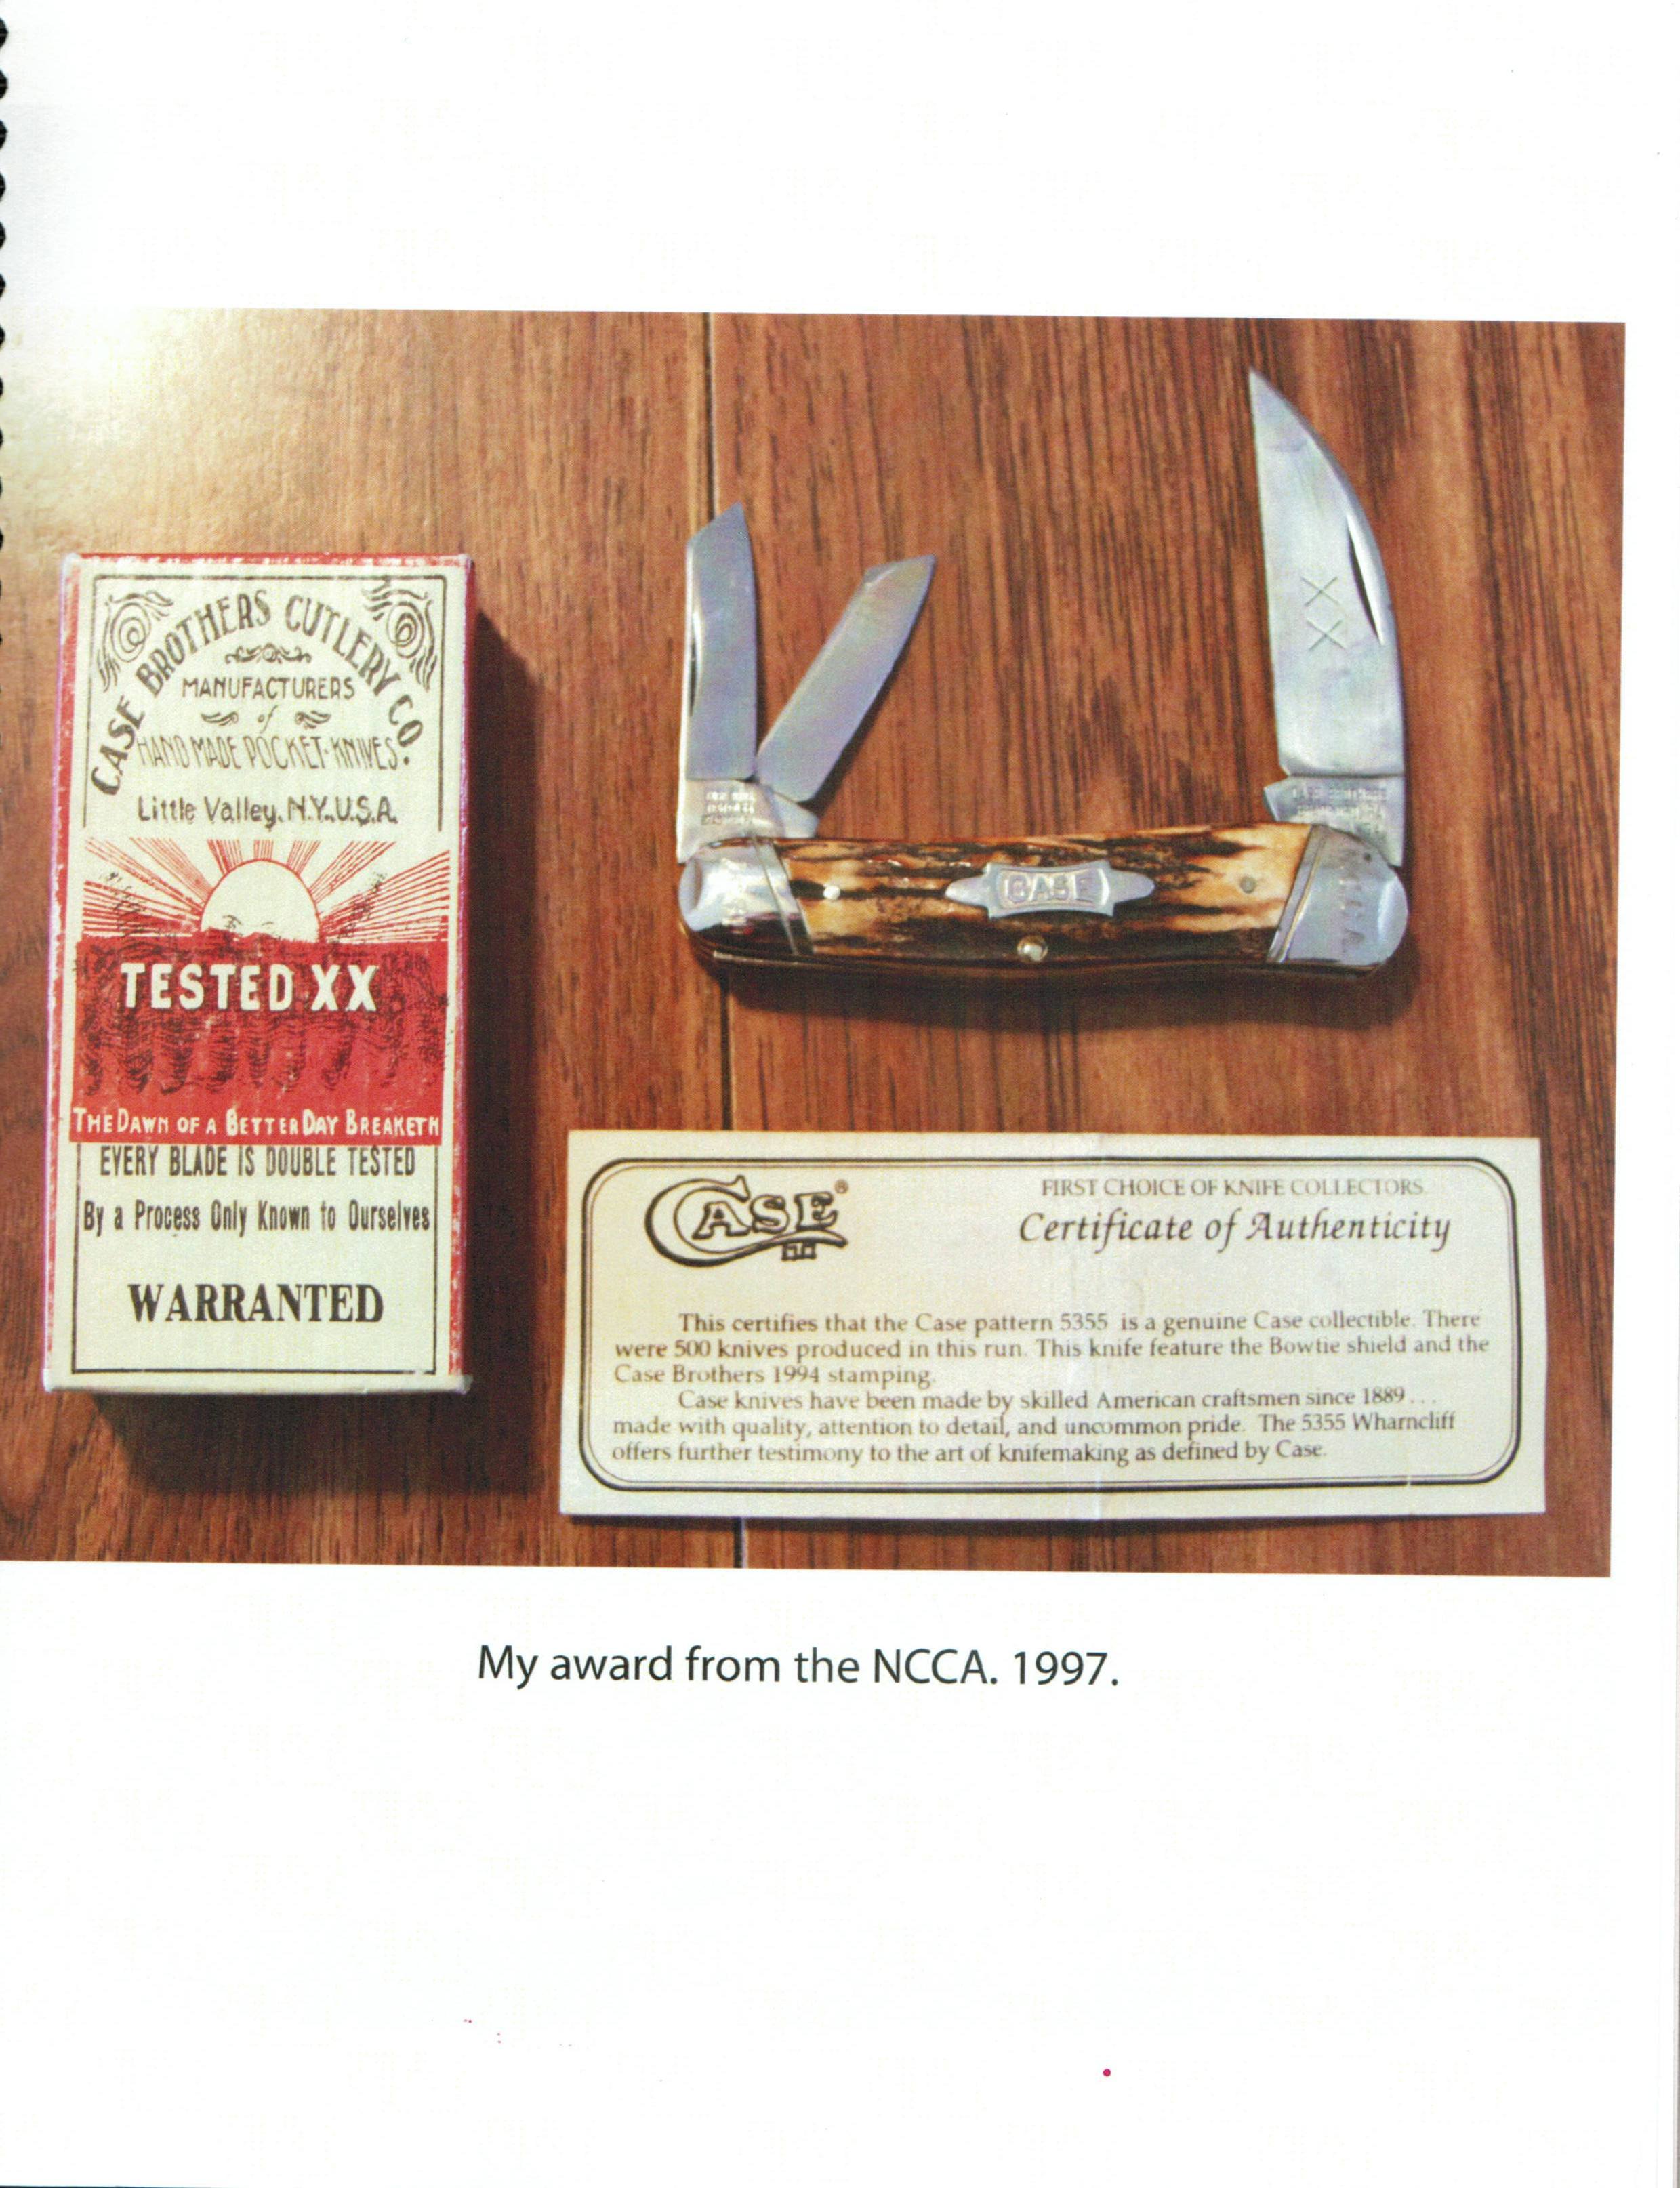 CASE BROTHERS CUTLERY CO.
MANUFACTURERS
of
HAND MADE POCKET-KNIVES.
Little Valley, N.Y. U.S.A.
TESTED XX
THE DAWN OF A BETTER DAY BREAKETH
EVERY BLADE IS DOUBLE TESTED
By a Process Only Known to Ourselves
WARRANTED
XX
CASE
CASE®
FIRST CHOICE OF KNIFE COLLECTORS
Certificate of Authenticity
This certifies that the Case pattern 5355 is a genuine Case collectible. There
were 500 knives produced in this run. This knife feature the Bowtie shield and the
Case Brothers 1994 stamping.
Case knives have been made by skilled American craftsmen since 1889 . . .
made with quality, attention to detail, and uncommon pride. The 5355 Wharncliff
offers further testimony to the art of knifemaking as defined by Case.
My award from the NCCA. 1997.